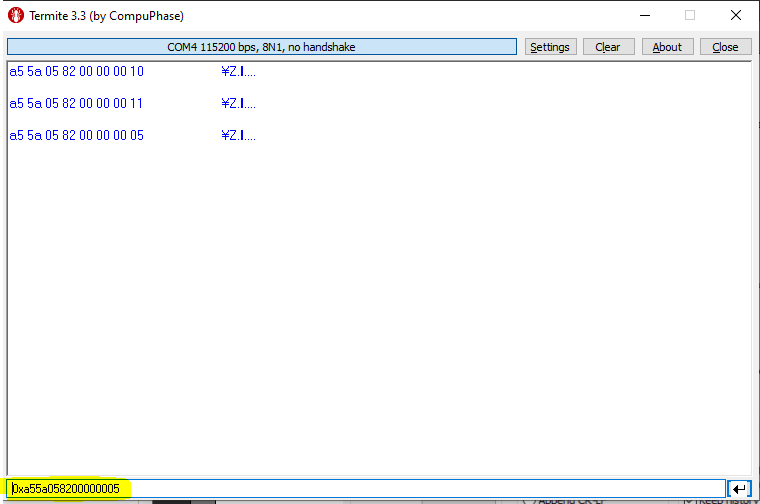 Termite 3.3 (by CompuPhase)
COM4 115200 bps, 8N1, no handshake Settings Clear About Close
a5 5a 05 82 00 00 00 10 ¥Z.I....
a5 5a 05 82 00 00 00 11 ¥Z.I....
a5 5a 05 82 00 00 00 05 ¥Z.I....
0xa55a058200000005